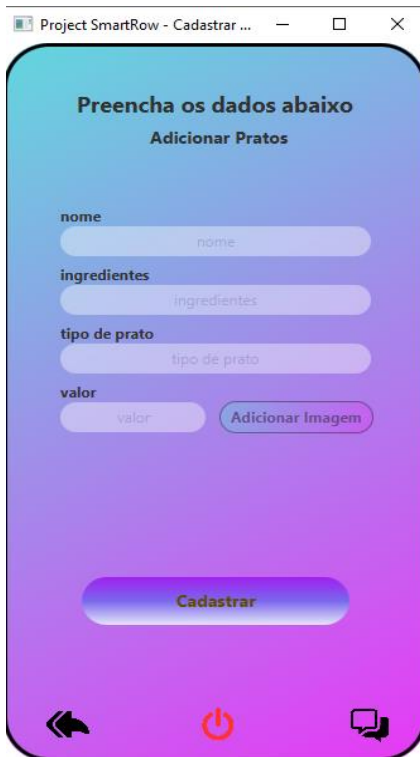 Project SmartRow - Cadastrar ...
Preencha os dados abaixo
Adicionar Pratos
nome
nome
ingredientes
ingredientes
tipo de prato
tipo de prato
valor
valor Adicionar Imagem
Cadastrar